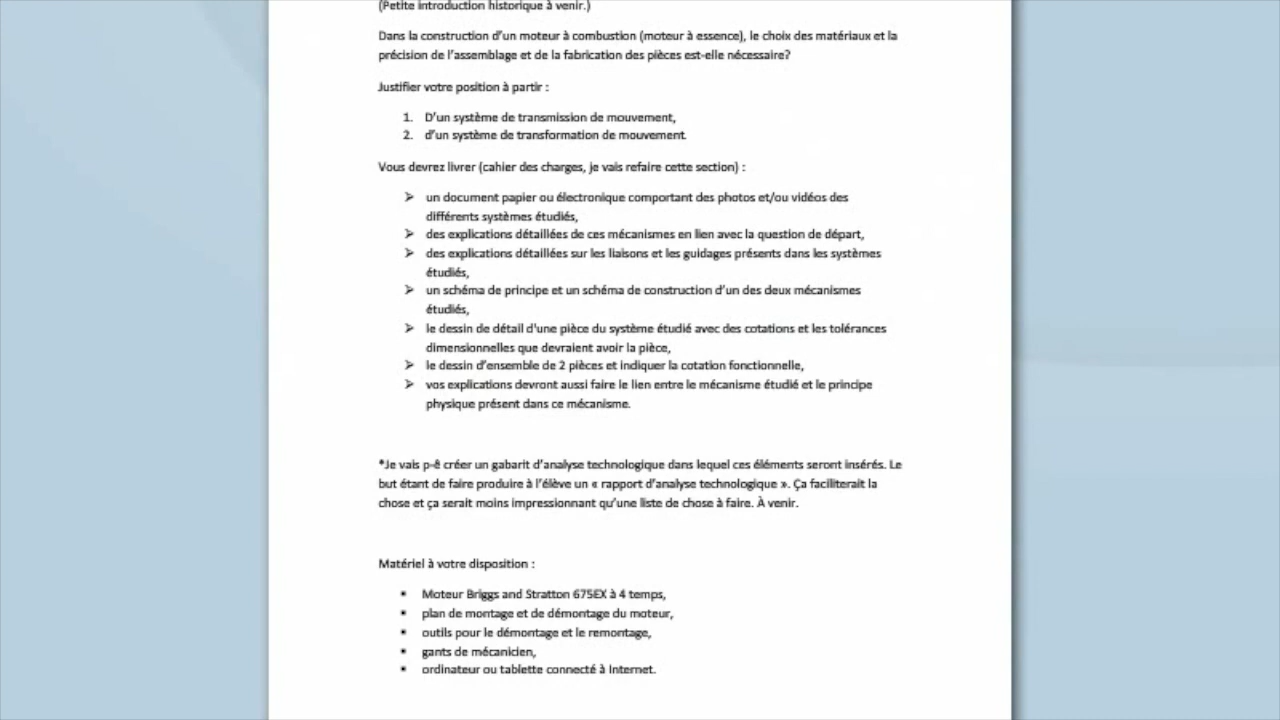 (Petite introduction historique à venir.)
Dans la construction d'un moteur à combustion (moteur à essence), le choix des matériaux et la
précision de l'assemblage et de la fabrication des pièces est-elle nécessaire?
Justifier votre position à partir :
1. D'un système de transmission de mouvement,
2. d'un système de transformation de mouvement.
Vous devrez livrer (cahier des charges, je vais refaire cette section) :
➢ un document papier ou électronique comportant des photos et/ou vidéos des
différents systèmes étudiés,
➢ des explications détaillées de ces mécanismes en lien avec la question de départ,
➢ des explications détaillées sur les liaisons et les guidages présents dans les systèmes
étudiés,
➢ un schéma de principe et un schéma de construction d'un des deux mécanismes
étudiés,
➢ le dessin de détail d'une pièce du système étudié avec des cotations et les tolérances
dimensionnelles que devraient avoir la pièce,
➢ le dessin d'ensemble de 2 pièces et indiquer la cotation fonctionnelle,
➢ vos explications devront aussi faire le lien entre le mécanisme étudié et le principe
physique présent dans ce mécanisme.
*Je vais p-ê créer un gabarit d'analyse technologique dans lequel ces éléments seront insérés. Le
but étant de faire produire à l'élève un « rapport d'analyse technologique ». Ça faciliterait la
chose et ça serait moins impressionnant qu'une liste de chose à faire. À venir.
Matériel à votre disposition :
▪ Moteur Briggs and Stratton 675EX à 4 temps,
▪ plan de montage et de démontage du moteur,
▪ outils pour le démontage et le remontage,
▪ gants de mécanicien,
▪ ordinateur ou tablette connecté à Internet.